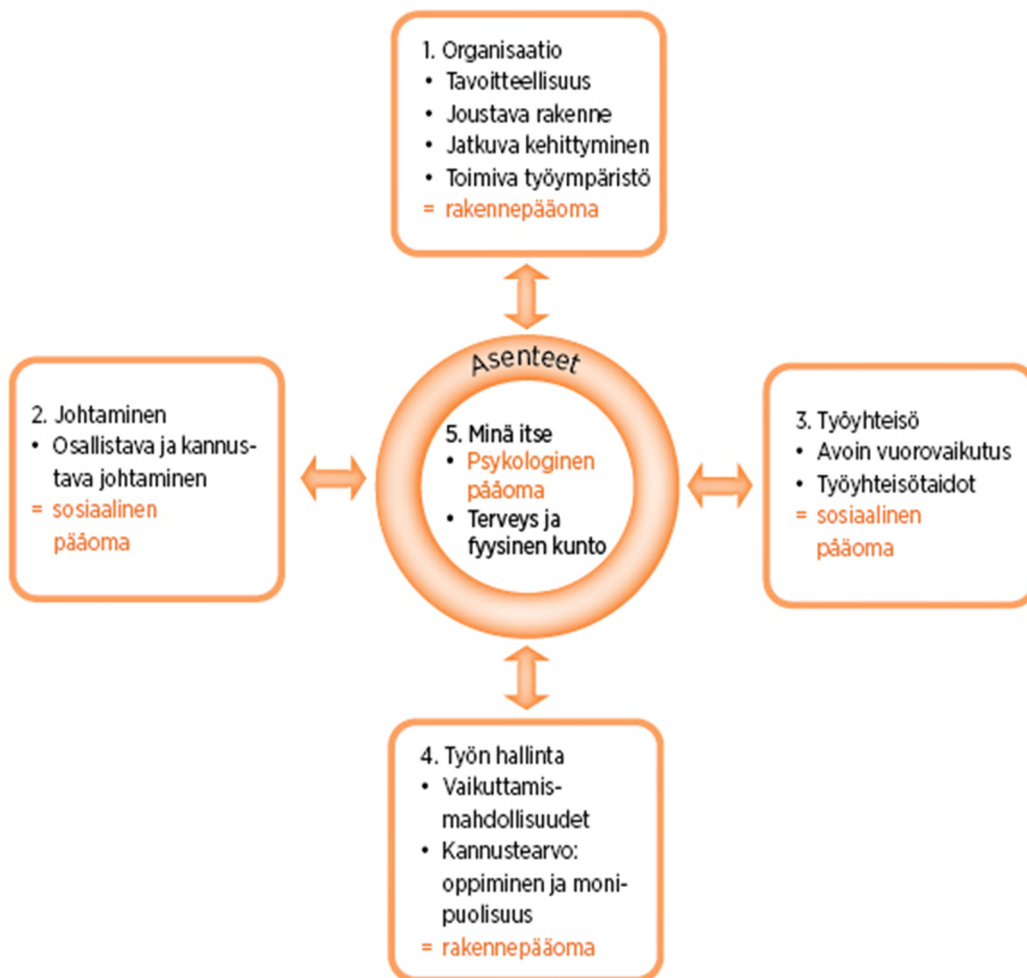 1. Organisaatio
• Tavoitteellisuus
• Joustava rakenne
• Jatkuva kehittyminen
• Toimiva työympäristö
= rakennepääoma
Asenteet
2. Johtaminen
• Osallistava ja kannus-
tava johtaminen
= sosiaalinen
pääoma
5. Minä itse
• Psykologinen
pääoma
• Terveys ja
fyysinen kunto
3. Työyhteisö
• Avoin vuorovaikutus
• Työyhteisötaidot
= sosiaalinen
pääoma
4. Työn hallinta
• Vaikuttamis-
mahdollisuudet
• Kannustearvo:
oppiminen ja moni-
puolisuus
= rakennepääoma